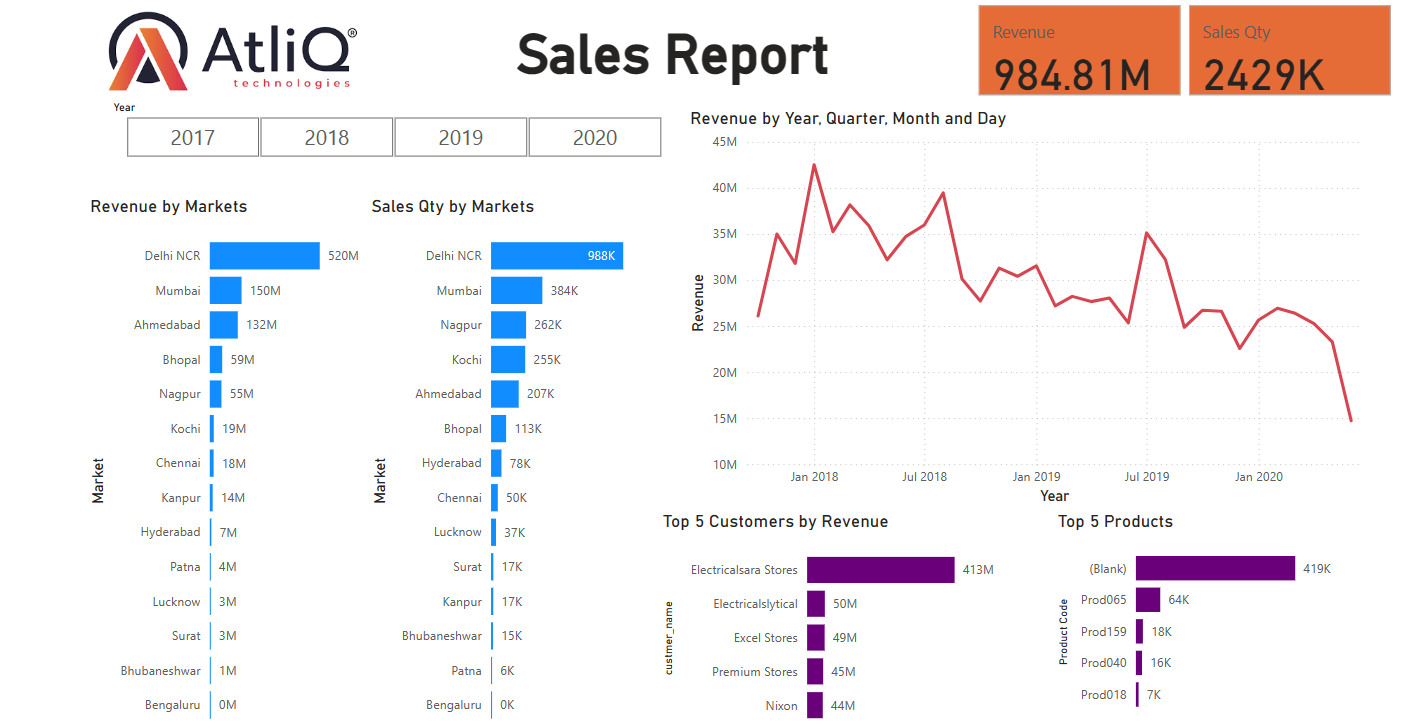 AtliQ®
technologies
Sales Report
Revenue
984.81M
Sales Qty
2429K
Year
2017
2018
2019
2020
Revenue by Markets
Market
Delhi NCR 520M
Mumbai 150M
Ahmedabad 132M
Bhopal 59M
Nagpur 55M
Kochi 19M
Chennai 18M
Kanpur 14M
Hyderabad 7M
Patna 4M
Lucknow 3M
Surat 3M
Bhubaneshwar 1M
Bengaluru 0M
Sales Qty by Markets
Market
Delhi NCR 988K
Mumbai 384K
Nagpur 262K
Kochi 255K
Ahmedabad 207K
Bhopal 113K
Hyderabad 78K
Chennai 50K
Lucknow 37K
Surat 17K
Kanpur 17K
Bhubaneshwar 15K
Patna 6K
Bengaluru 0K
Revenue by Year, Quarter, Month and Day
Revenue
45M
40M
35M
30M
25M
20M
15M
10M
Jan 2018 Jul 2018 Jan 2019 Jul 2019 Jan 2020
Year
Top 5 Customers by Revenue
custmer_name
Electricalsara Stores 413M
Electricalslytical 50M
Excel Stores 49M
Premium Stores 45M
Nixon 44M
Top 5 Products
Product Code
(Blank) 419K
Prod065 64K
Prod159 18K
Prod040 16K
Prod018 7K